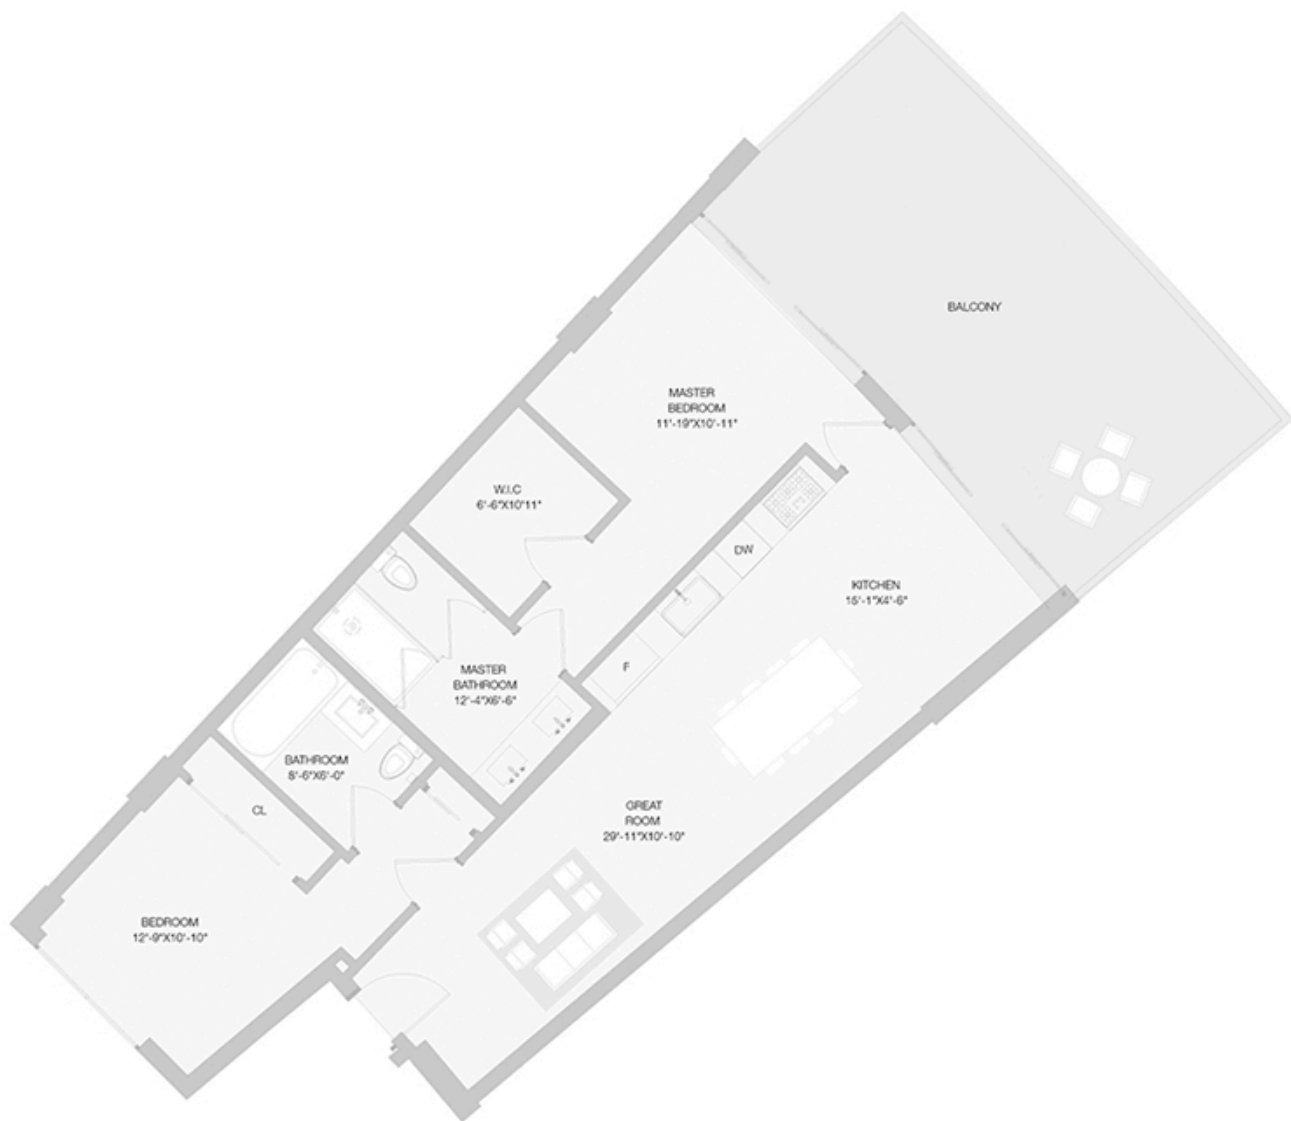 BALCONY
MASTER
BEDROOM
11'-19"X10'-11"
W.I.C
6'-6"X10'11"
DW
KITCHEN
15'-1"X4'-6"
F
MASTER
BATHROOM
12'-4"X6'-6"
BATHROOM
8'-6"X6'-0"
CL
GREAT
ROOM
29'-11"X10'-10"
BEDROOM
12'-9"X10'-10"